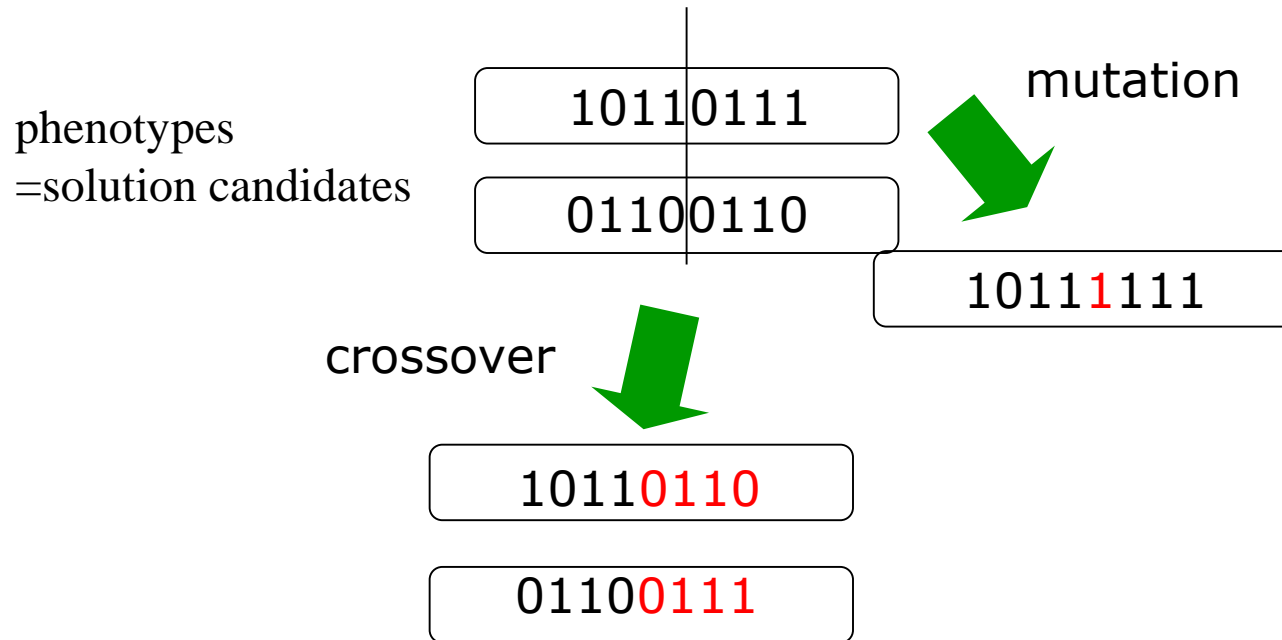 mutation
10110111
phenotypes
=solution candidates
01100110
10111111
crossover
10110110
01100111